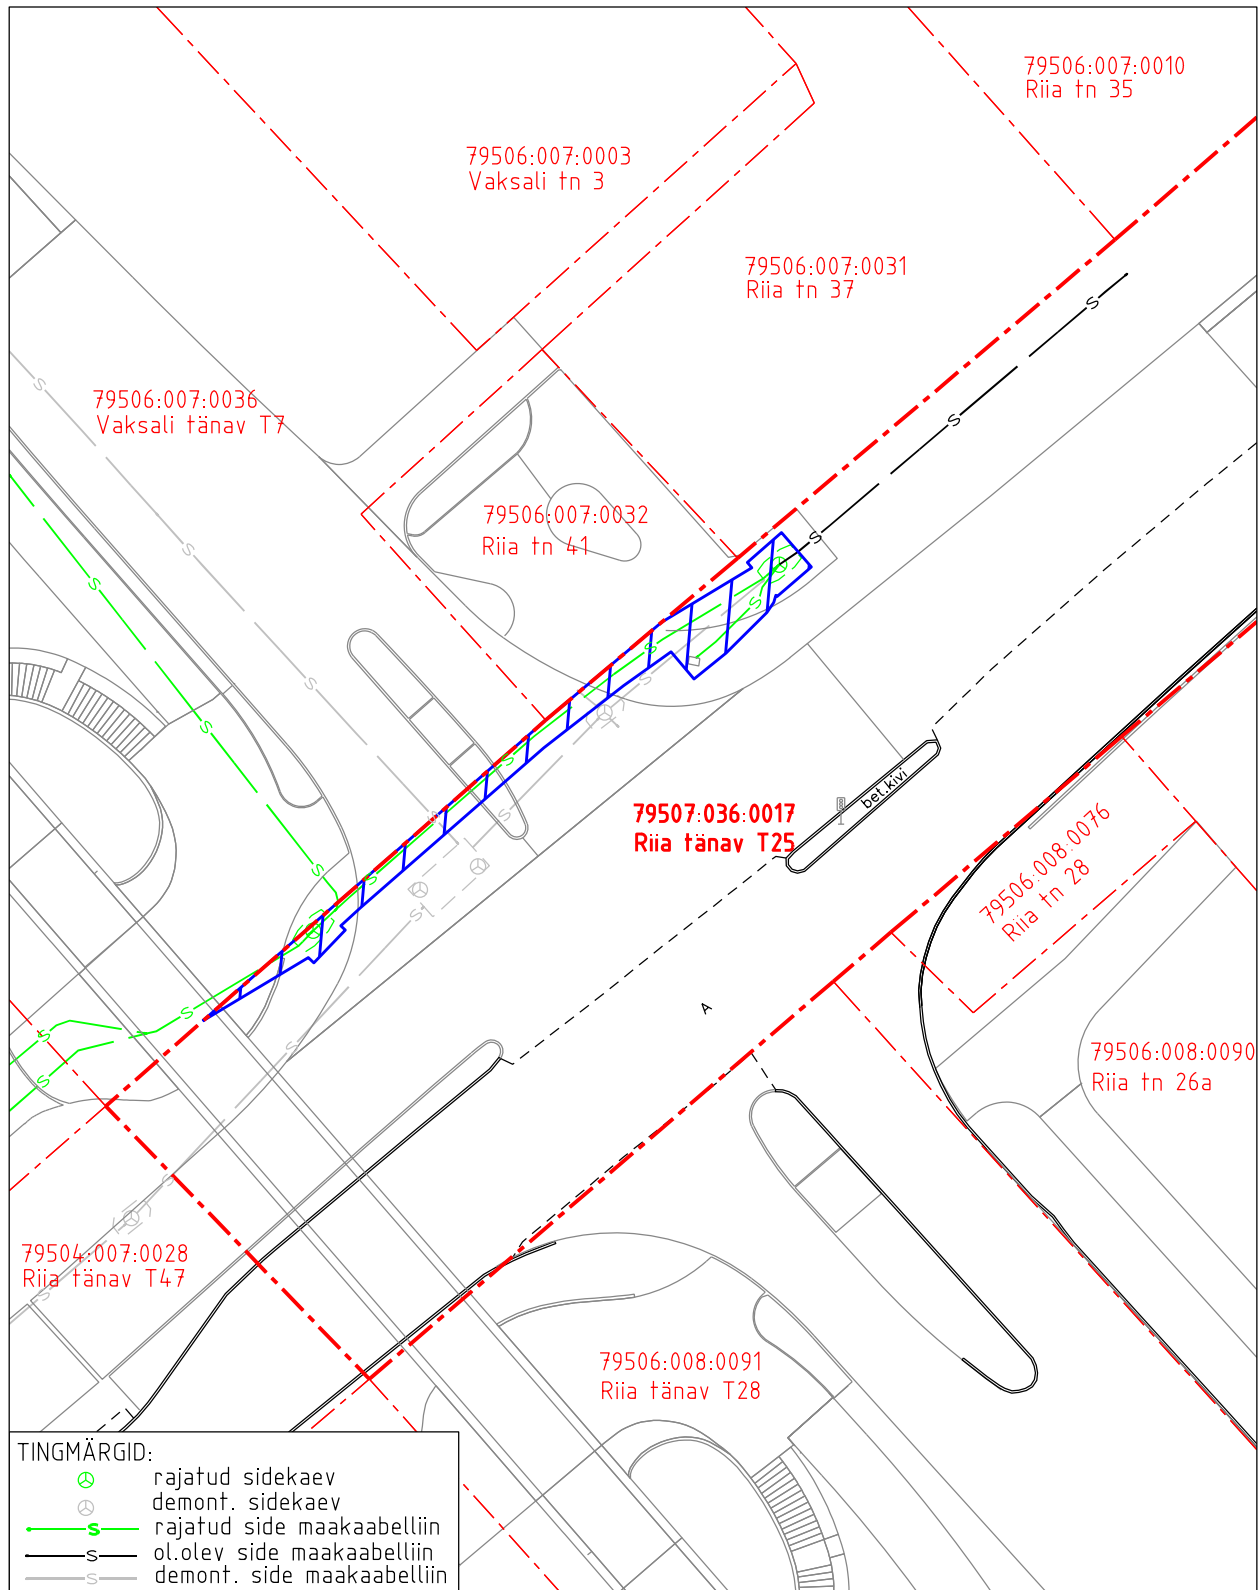 79506:007:0010
Riia tn 35
79506:007:0003
Vaksali tn 3
79506:007:0031
Riia tn 37
S
S
79506:007:0036
Vaksali tänav T7
S
79506:007:0032
Riia tn 41
S
S
S
S
S
S
S
S
S
S
S
bet.kivi
79507:036:0017
Riia tänav T25
S
S
79506:008:0076
Riia tn 28
S
S
S
A
S
S
S
79506:008:0090
Riia tn 26a
S
S
79504:007:0028
Riia tänav T47
S
79506:008:0091
Riia tänav T28
TINGMÄRGID:
rajatud sidekaev
demont. sidekaev
S rajatud side maakaabelliin
S ol.olev side maakaabelliin
S demont. side maakaabelliin